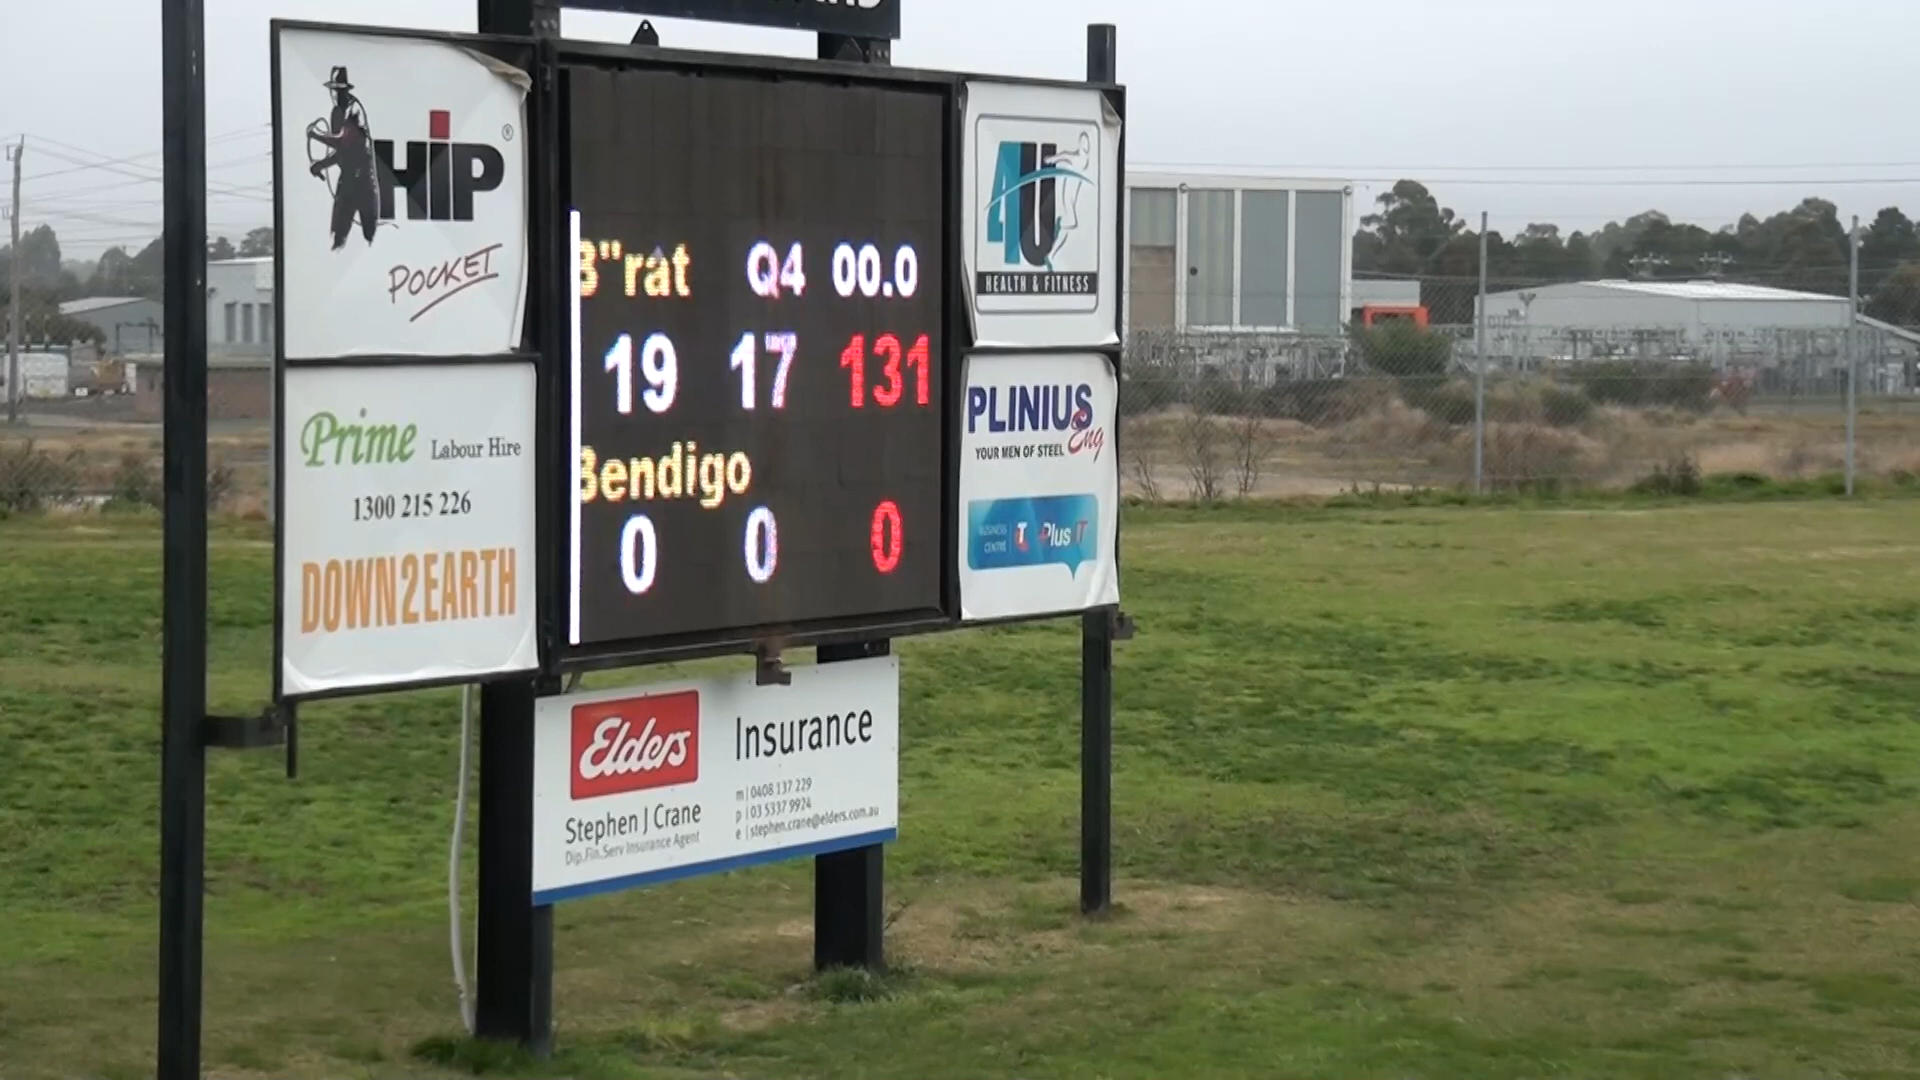 HIP ®
POCKET
Prime Labour Hire
1300 215 226
DOWN2EARTH
B"rat Q4 00.0
19 17 131
Bendigo
0 0 0
4U
HEALTH & FITNESS
PLINIUS
Eng
YOUR MEN OF STEEL
BUSINESS
CENTRE
T Plus IT
Elders Insurance
Stephen J Crane
Dip.Fin.Serv Insurance Agent
m | 0408 137 229
p | 03 5337 9924
e | stephen.crane@elders.com.au